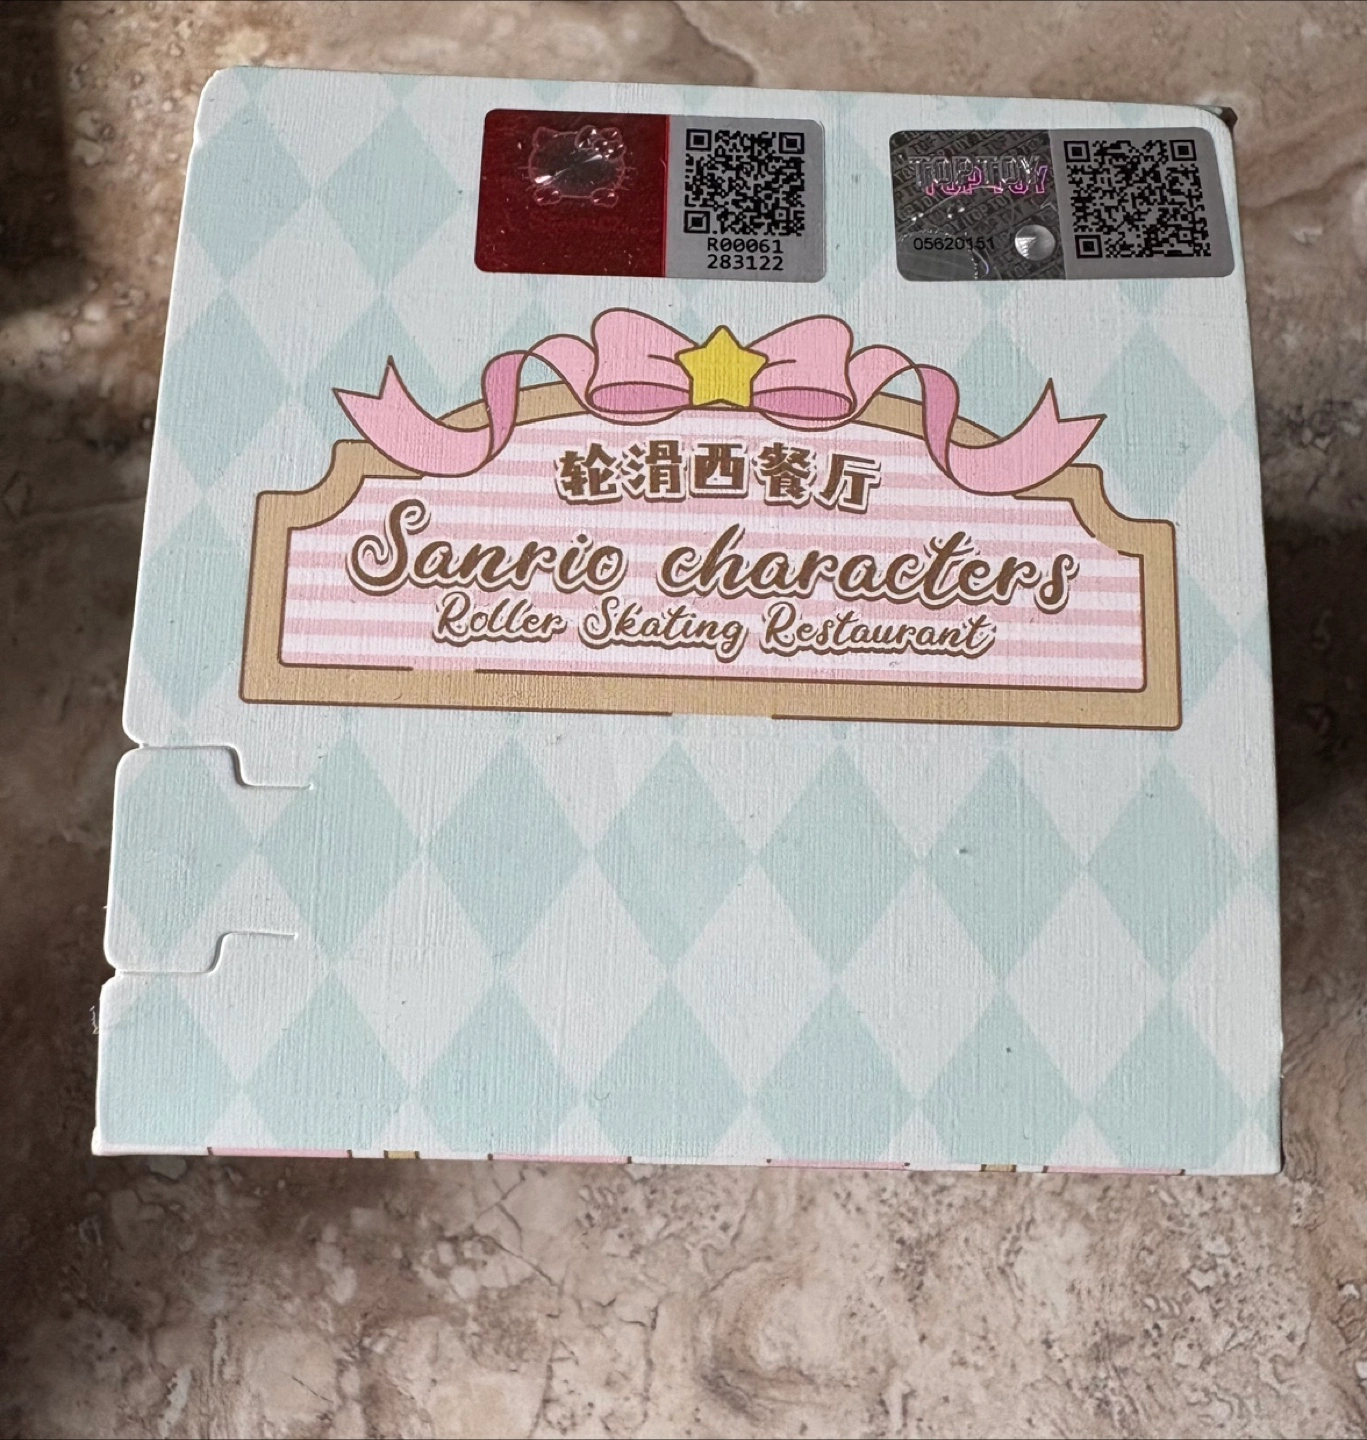 R00061
283122
TOPTOY
05620151
轮滑西餐厅
Sanrio characters
Roller Skating Restaurant